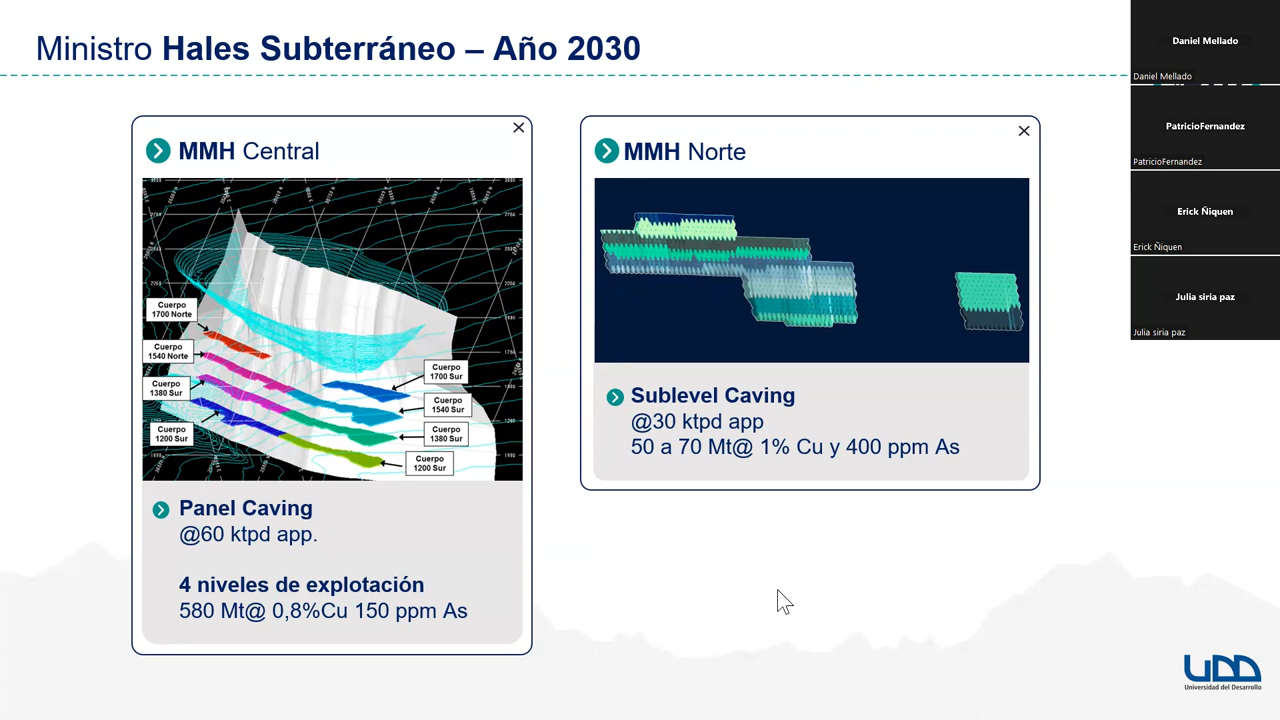 Ministro Hales Subterráneo – Año 2030
MMH Central
Cuerpo
1700 Norte
Cuerpo
1540 Norte
Cuerpo
1380 Sur
Cuerpo
1200 Sur
Cuerpo
1700 Sur
Cuerpo
1540 Sur
Cuerpo
1380 Sur
Cuerpo
1200 Sur
Panel Caving
@60 ktpd app.
4 niveles de explotación
580 Mt@ 0,8%Cu 150 ppm As
MMH Norte
Sublevel Caving
@30 ktpd app
50 a 70 Mt@ 1% Cu y 400 ppm As
Daniel Mellado
Daniel Mellado
PatricioFernandez
PatricioFernandez
Erick Ñiquen
Erick Ñiquen
Julia siria paz
Julia siria paz
UDD
Universidad del Desarrollo